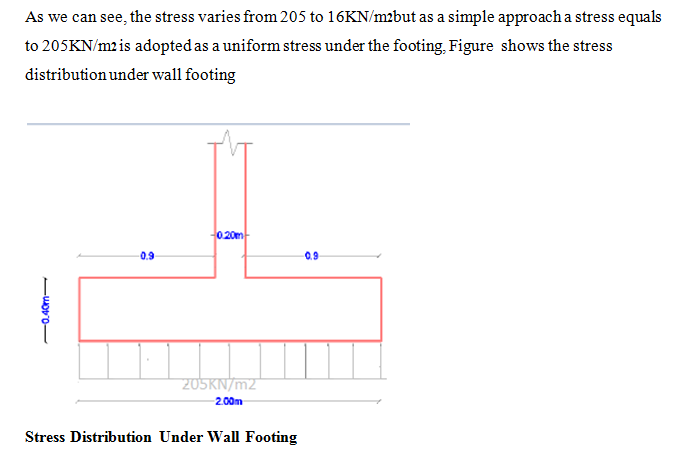 As we can see, the stress varies from 205 to 16KN/m2but as a simple approach a stress equals
to 205KN/m2 is adopted as a uniform stress under the footing, Figure shows the stress
distribution under wall footing
0.20m
0.9
0.9
0.40m
205KN/m2
2.00m
Stress Distribution Under Wall Footing